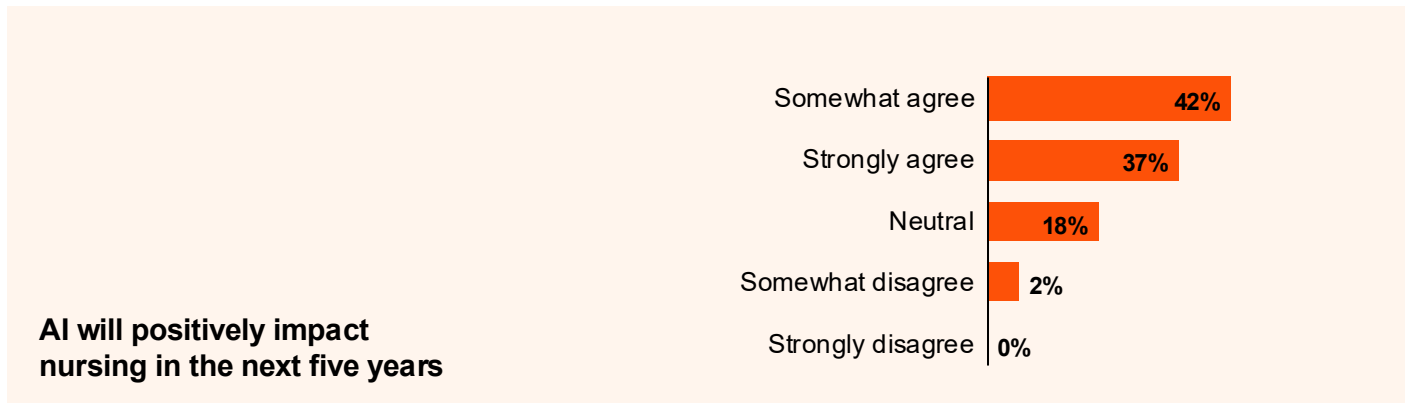 Somewhat agree 42%
Strongly agree 37%
Neutral 18%
Somewhat disagree 2%
Strongly disagree 0%
AI will positively impact
nursing in the next five years